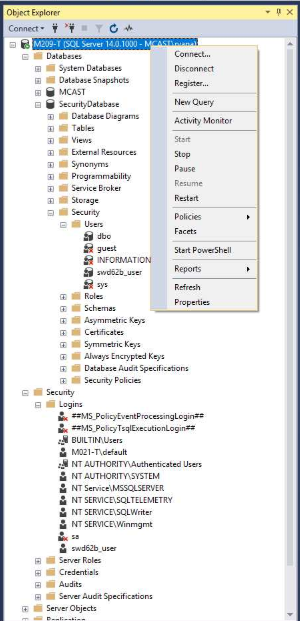 Object Explorer
Connect
M209-T (SQL Server 14.0.1000 - MCAST\
Databases
System Databases
Database Snapshots
MCAST
SecurityDatabase
Database Diagrams
Tables
Views
External Resources
Synonyms
Programmability
Service Broker
Storage
Security
Users
dbo
guest
INFORMATION
swd62b_user
sys
Roles
Schemas
Asymmetric Keys
Certificates
Symmetric Keys
Always Encrypted Keys
Database Audit Specifications
Security Policies
Security
Logins
##MS_PolicyEventProcessingLogin##
##MS_PolicyTsqlExecutionLogin##
BUILTIN\Users
M021-T\default
NT AUTHORITY\Authenticated Users
NT AUTHORITY\SYSTEM
NT Service\MSSQLSERVER
NT SERVICE\SQLTELEMETRY
NT SERVICE\SQLWriter
NT SERVICE\Winmgmt
sa
swd62b_user
Server Roles
Credentials
Audits
Server Audit Specifications
Server Objects
Replication
Connect...
Disconnect
Register...
New Query
Activity Monitor
Start
Stop
Pause
Resume
Restart
Policies
Facets
Start PowerShell
Reports
Refresh
Properties